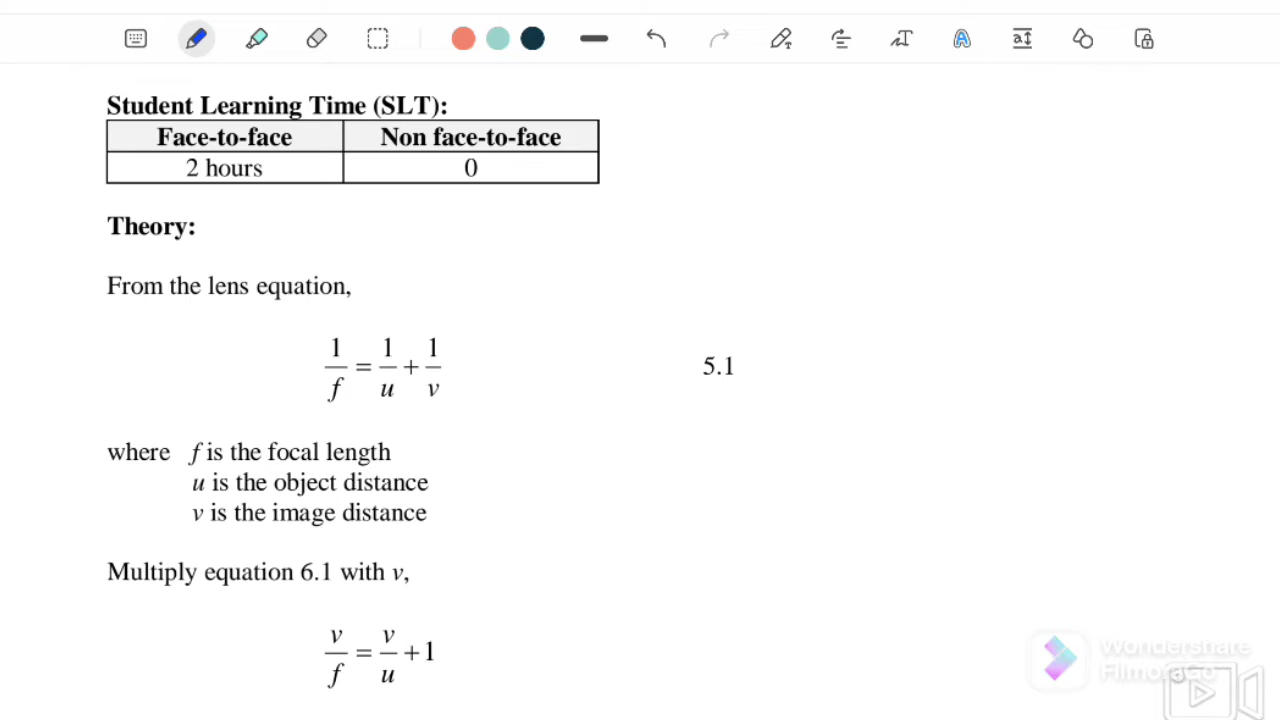 Student Learning Time (SLT):
Face-to-face Non face-to-face
2 hours 0
Theory:
From the lens equation,
1/f = 1/u + 1/v 5.1
where f is the focal length
u is the object distance
v is the image distance
Multiply equation 6.1 with v,
v/f = v/u + 1
Wondershare
FilmoraGo